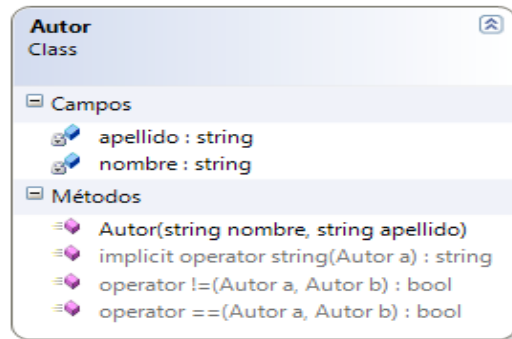 Autor
Class
Campos
apellido : string
nombre : string
Métodos
Autor(string nombre, string apellido)
implicit operator string(Autor a) : string
operator !=(Autor a, Autor b) : bool
operator ==(Autor a, Autor b) : bool